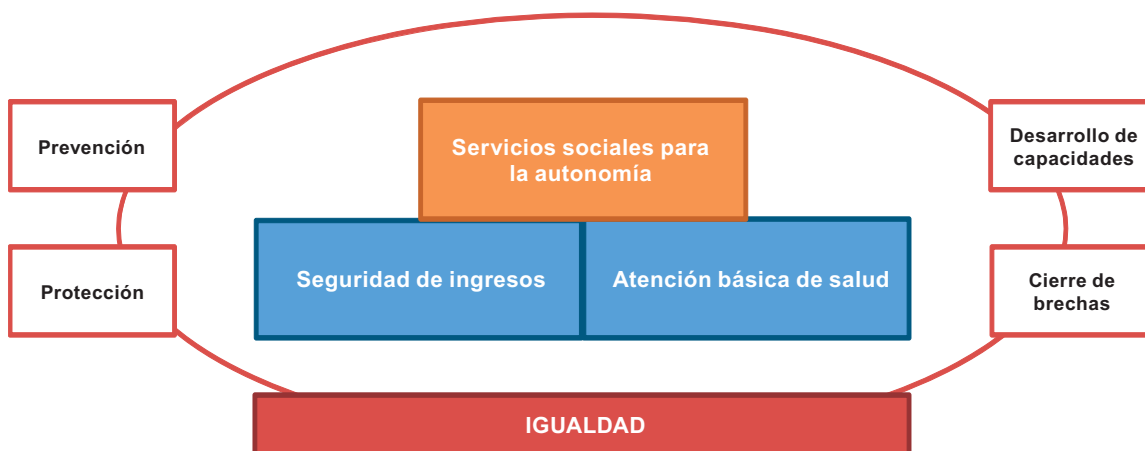 Prevención
Servicios sociales para
la autonomía
Desarrollo de
capacidades
Protección
Seguridad de ingresos
Atención básica de salud
Cierre de
brechas
IGUALDAD